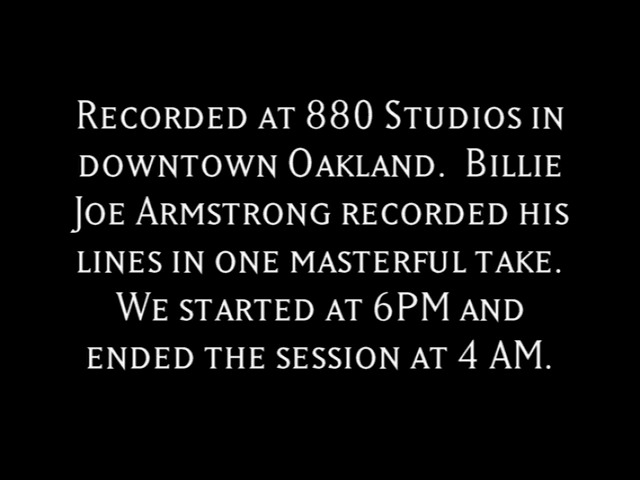 Recorded at 880 Studios in
downtown Oakland.  Billie
Joe Armstrong recorded his
lines in one masterful take.
We started at 6PM and
ended the session at 4 AM.